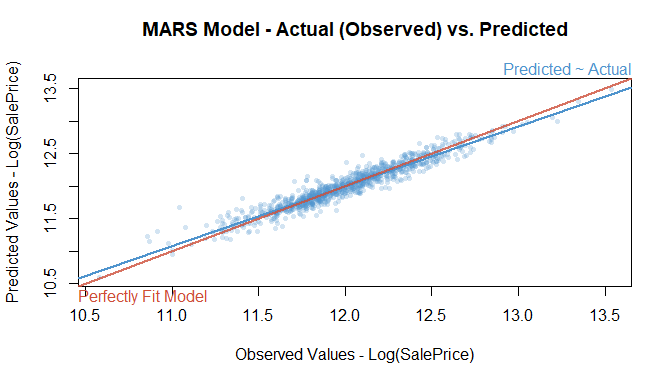 MARS Model - Actual (Observed) vs. Predicted
Predicted ~ Actual
Predicted Values - Log(SalePrice)
13.5
12.5
11.5
10.5
Perfectly Fit Model
10.5 11.0 11.5 12.0 12.5 13.0 13.5
Observed Values - Log(SalePrice)